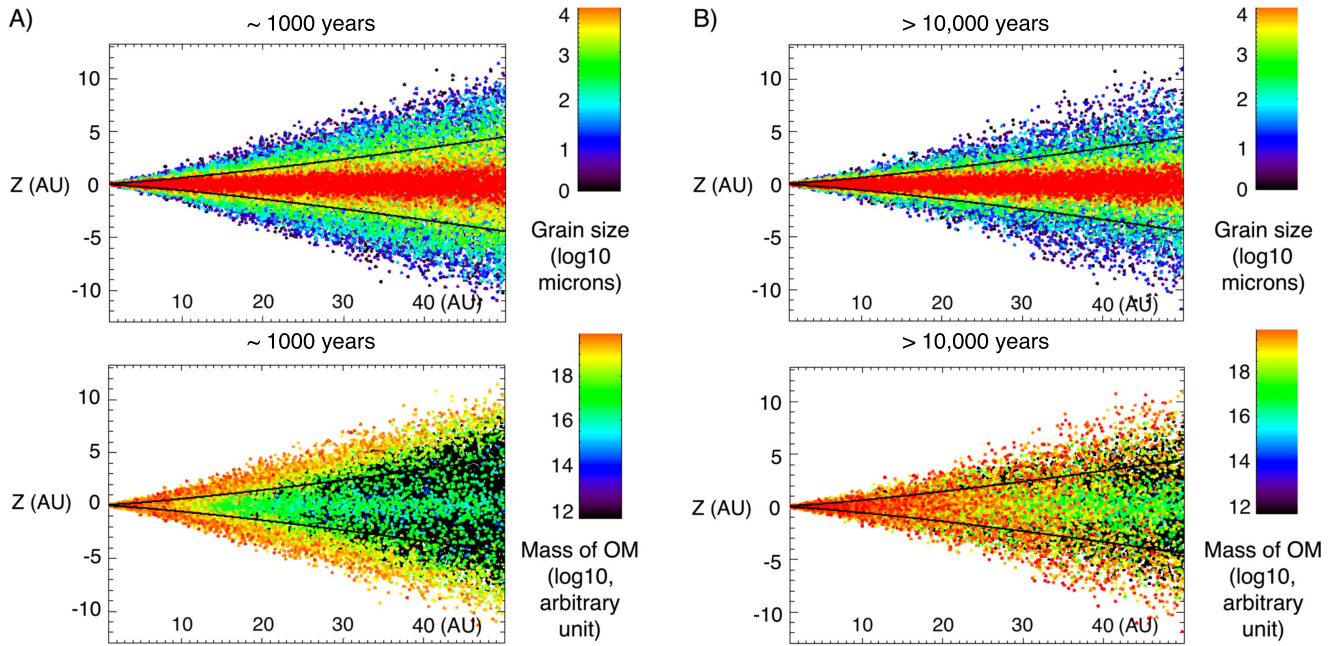 A)
~ 1000 years
4
3
2
1
0
Grain size
(log10
microns)
10
5
0
-5
-10
Z (AU)
10 20 30 40 (AU)
B)
> 10,000 years
4
3
2
1
0
Grain size
(log10
microns)
10
5
0
-5
-10
Z (AU)
10 20 30 40 (AU)
~ 1000 years
18
16
14
12
Mass of OM
(log10,
arbitrary
unit)
10
5
0
-5
-10
Z (AU)
10 20 30 40 (AU)
> 10,000 years
18
16
14
12
Mass of OM
(log10,
arbitrary
unit)
10
5
0
-5
-10
Z (AU)
10 20 30 40 (AU)